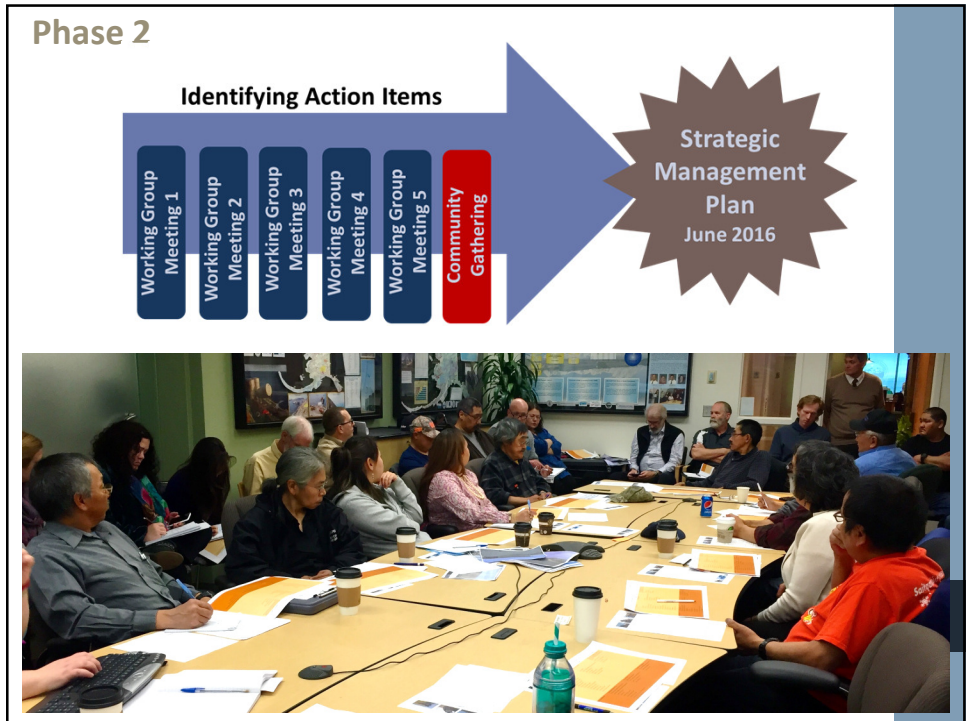 Phase 2
Identifying Action Items
Working Group
Meeting 1
Working Group
Meeting 2
Working Group
Meeting 3
Working Group
Meeting 4
Working Group
Meeting 5
Community
Gathering
Strategic
Management
Plan
June 2016